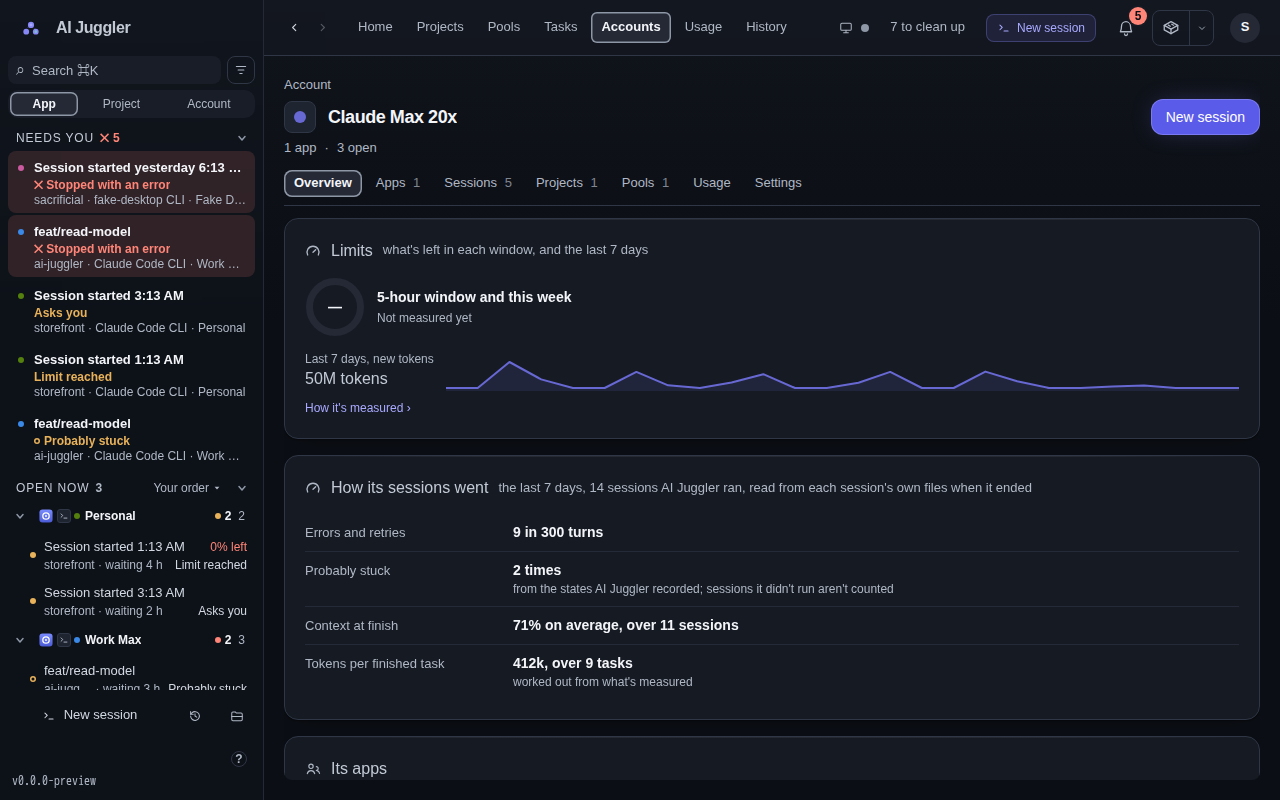 AI Juggler
Search ⌘K
App
Project
Account
NEEDS YOU 5
Session started yesterday 6:13 …
Stopped with an error
sacrificial · fake-desktop CLI · Fake D…
feat/read-model
Stopped with an error
ai-juggler · Claude Code CLI · Work …
Session started 3:13 AM
Asks you
storefront · Claude Code CLI · Personal
Session started 1:13 AM
Limit reached
storefront · Claude Code CLI · Personal
feat/read-model
Probably stuck
ai-juggler · Claude Code CLI · Work …
OPEN NOW 3
Your order
Personal
2 2
Session started 1:13 AM
0% left
storefront · waiting 4 h
Limit reached
Session started 3:13 AM
storefront · waiting 2 h
Asks you
Work Max
2 3
feat/read-model
ai-jugg… · waiting 3 h
Probably stuck
New session
?
v0.0.0-preview
Home
Projects
Pools
Tasks
Accounts
Usage
History
7 to clean up
New session
5
S
Account
Claude Max 20x
New session
1 app · 3 open
Overview
Apps 1
Sessions 5
Projects 1
Pools 1
Usage
Settings
Limits what's left in each window, and the last 7 days
—
5-hour window and this week
Not measured yet
Last 7 days, new tokens
50M tokens
How it's measured ›
How its sessions went the last 7 days, 14 sessions AI Juggler ran, read from each session's own files when it ended
Errors and retries
9 in 300 turns
Probably stuck
2 times
from the states AI Juggler recorded; sessions it didn't run aren't counted
Context at finish
71% on average, over 11 sessions
Tokens per finished task
412k, over 9 tasks
worked out from what's measured
Its apps